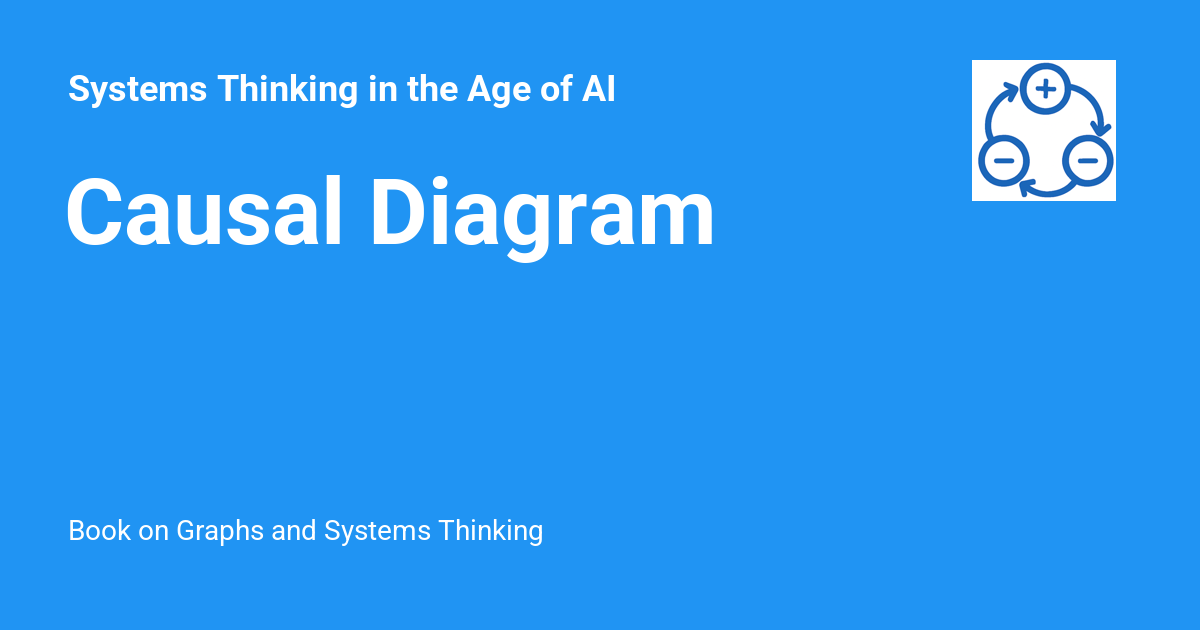 Systems Thinking in the Age of AI
Causal Diagram
Book on Graphs and Systems Thinking